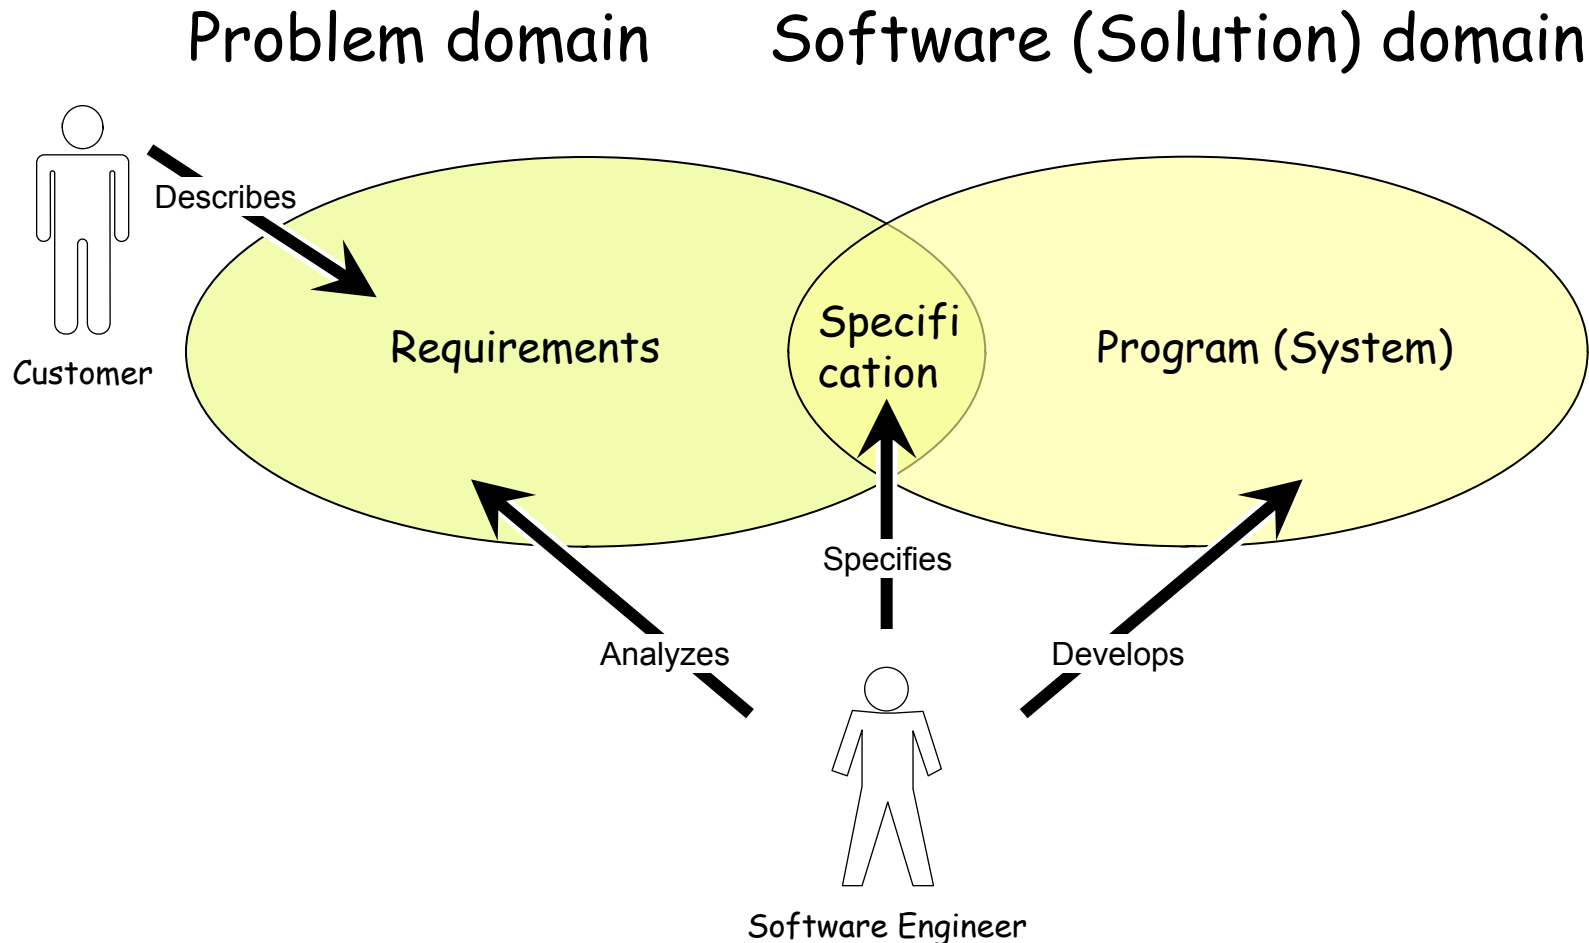 Problem domain
Software (Solution) domain
Describes
Customer
Requirements
Specifi
cation
Program (System)
Specifies
Analyzes
Develops
Software Engineer